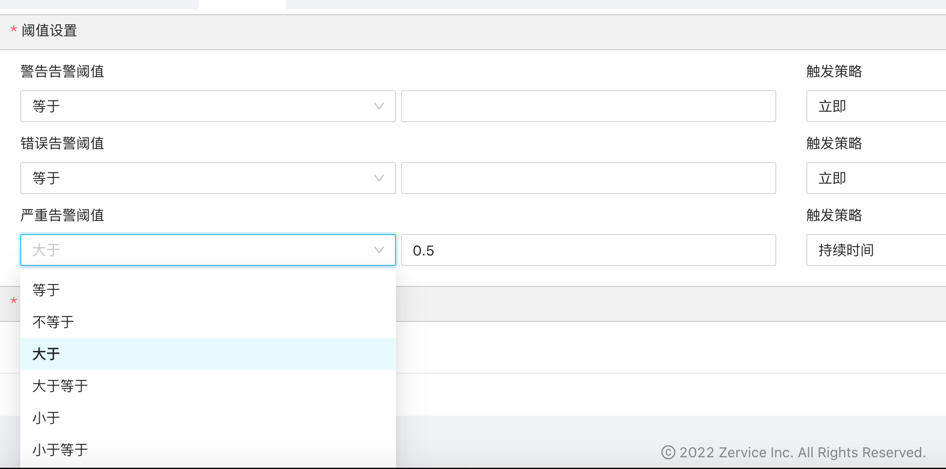 * 阈值设置
警告告警阈值 触发策略
等于 立即
错误告警阈值 触发策略
等于 立即
严重告警阈值 触发策略
大于 0.5 持续时间
等于
*
不等于
大于
大于等于
小于
小于等于
© 2022 Zervice Inc. All Rights Reserved.